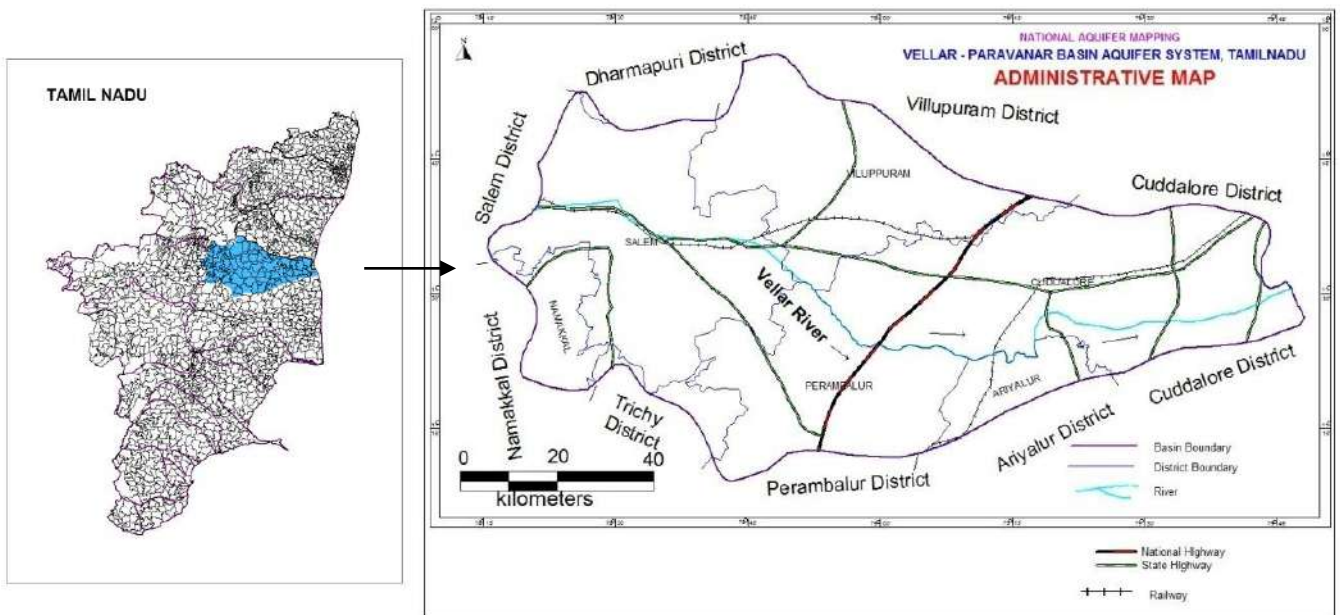 TAMIL NADU
NATIONAL AQUIFER MAPPING
VELLAR - PARAVANAR BASIN AQUIFER SYSTEM, TAMILNADU
ADMINISTRATIVE MAP
N
Dharmapuri District
Villupuram District
Salem District
Cuddalore District
VILUPPURAM
SALEM
CUDDALORE
Vellar River
NAMAKKAL
Namakkal District
PERAMBALUR
ARIYALUR
Trichy
District
Cuddalore District
Ariyalur District
Perambalur District
0 20 40
kilometers
Basin Boundary
District Boundary
River
National Highway
State Highway
Railway